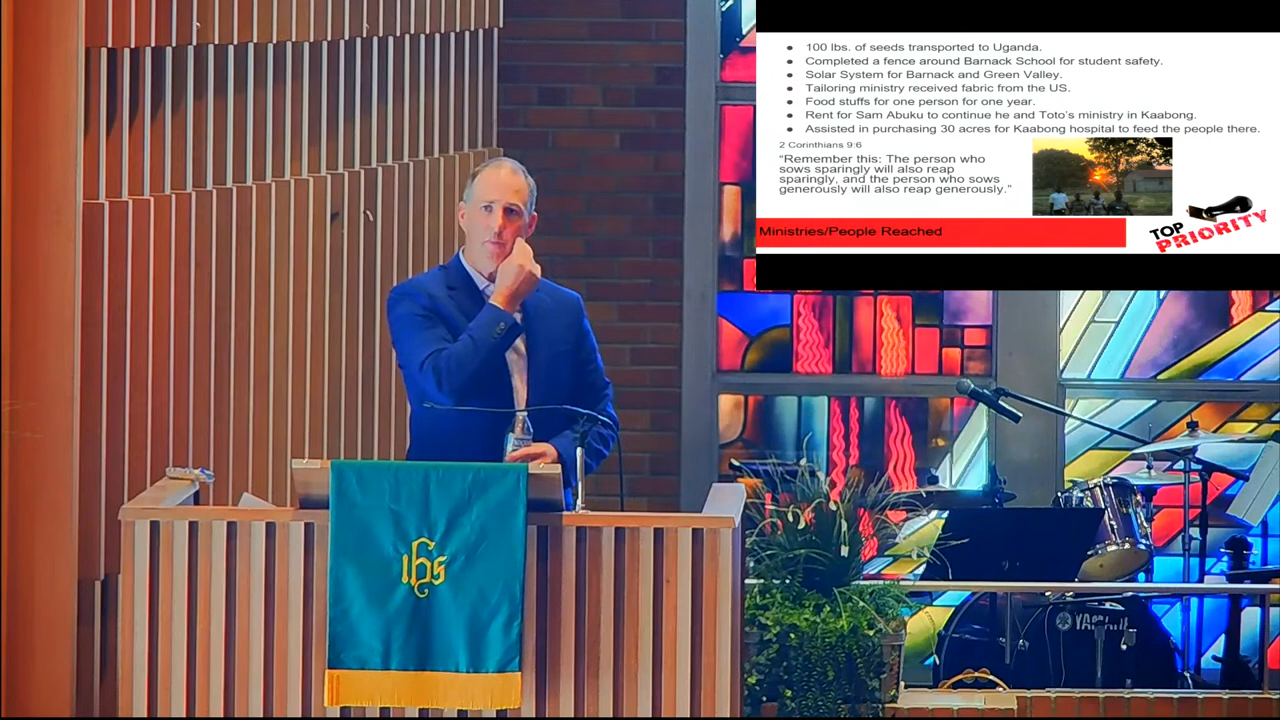 ● 100 lbs. of seeds transported to Uganda.
● Completed a fence around Barnack School for student safety.
● Solar System for Barnack and Green Valley.
● Tailoring ministry received fabric from the US.
● Food stuffs for one person for one year.
● Rent for Sam Abuku to continue he and Toto's ministry in Kaabong.
● Assisted in purchasing 30 acres for Kaabong hospital to feed the people there.
2 Corinthians 9:6
“Remember this: The person who
sows sparingly will also reap
sparingly, and the person who sows
generously will also reap generously.”
Ministries/People Reached
TOP
PRIORITY
ihs
YAMAHA